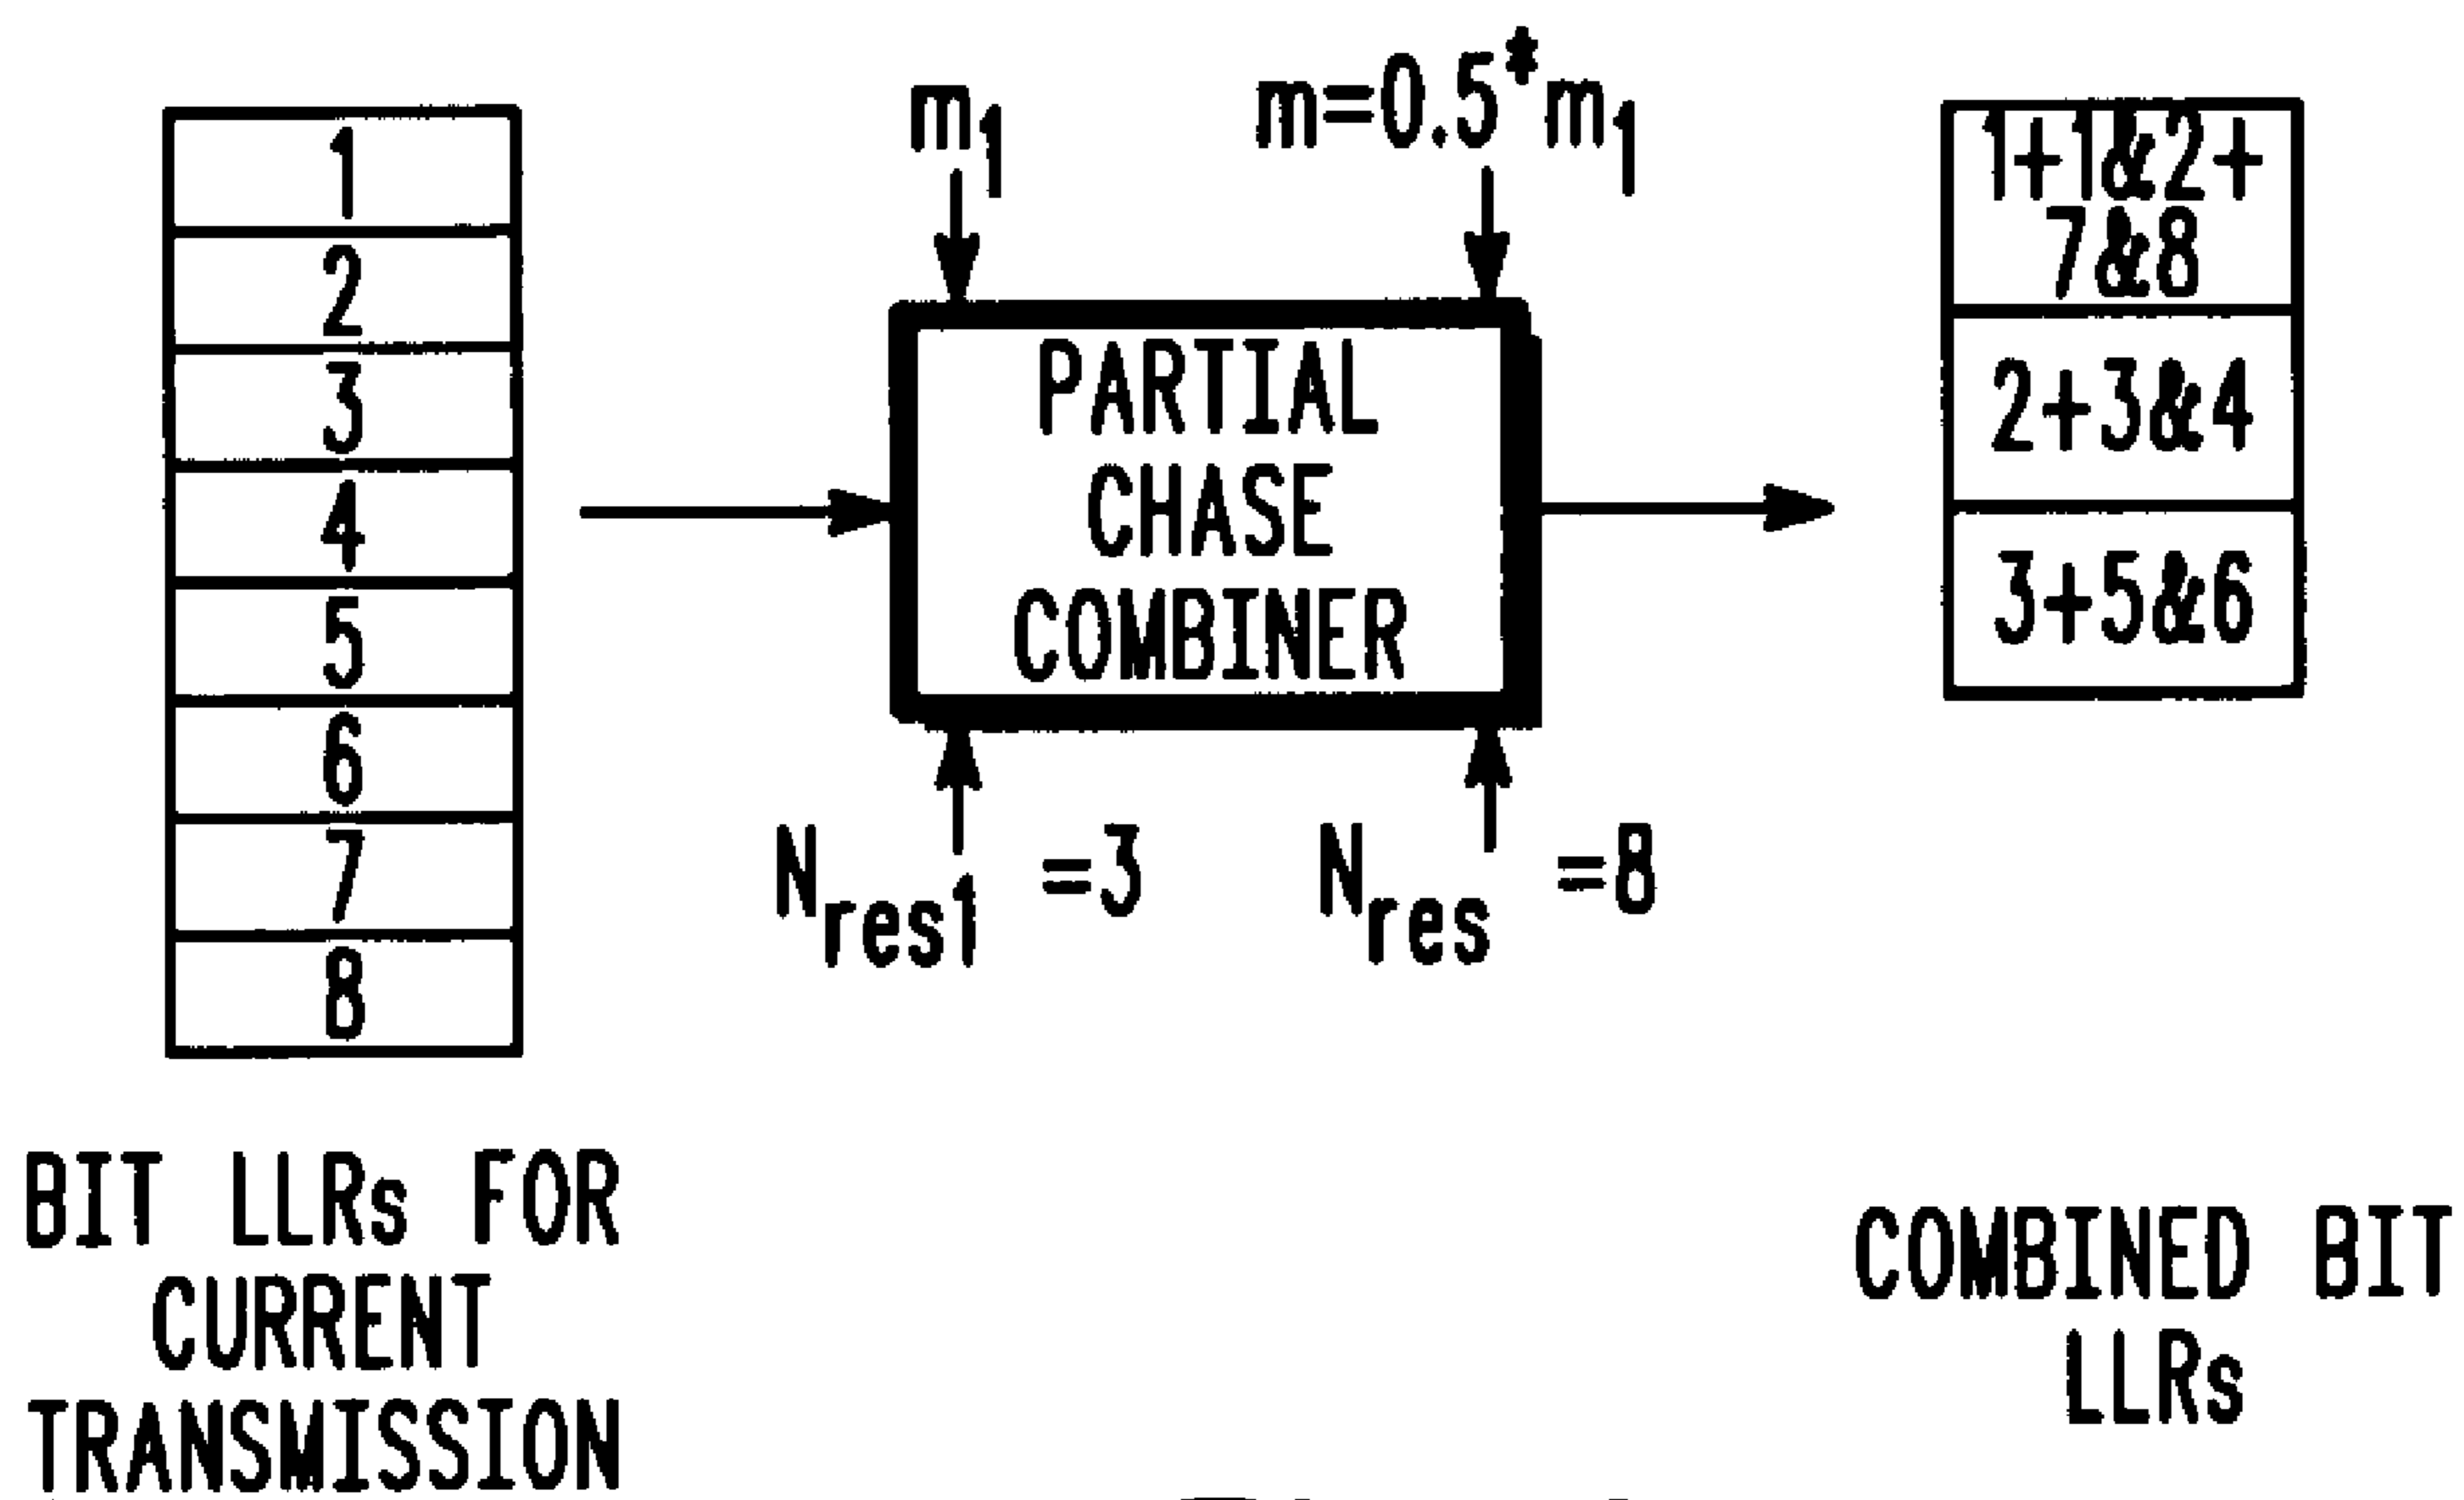 1
2
3
4
5
6
7
8
BIT LLRs FOR
CURRENT
TRANSMISSION
m1
m=0.5*m1
PARTIAL
CHASE
COMBINER
Nres1 =3
Nres =8
1+1&2+
7&8
2+3&4
3+5&6
COMBINED BIT
LLRs